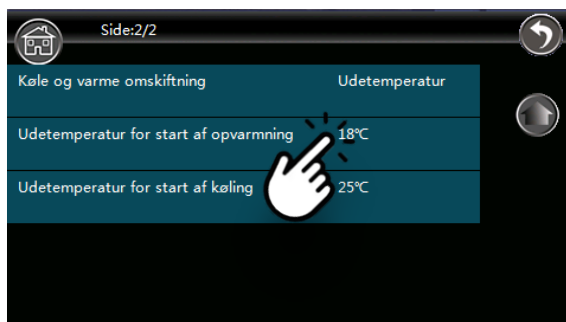 Side:2/2
Køle og varme omskiftning Udetemperatur
Udetemperatur for start af opvarmning 18℃
Udetemperatur for start af køling 25℃